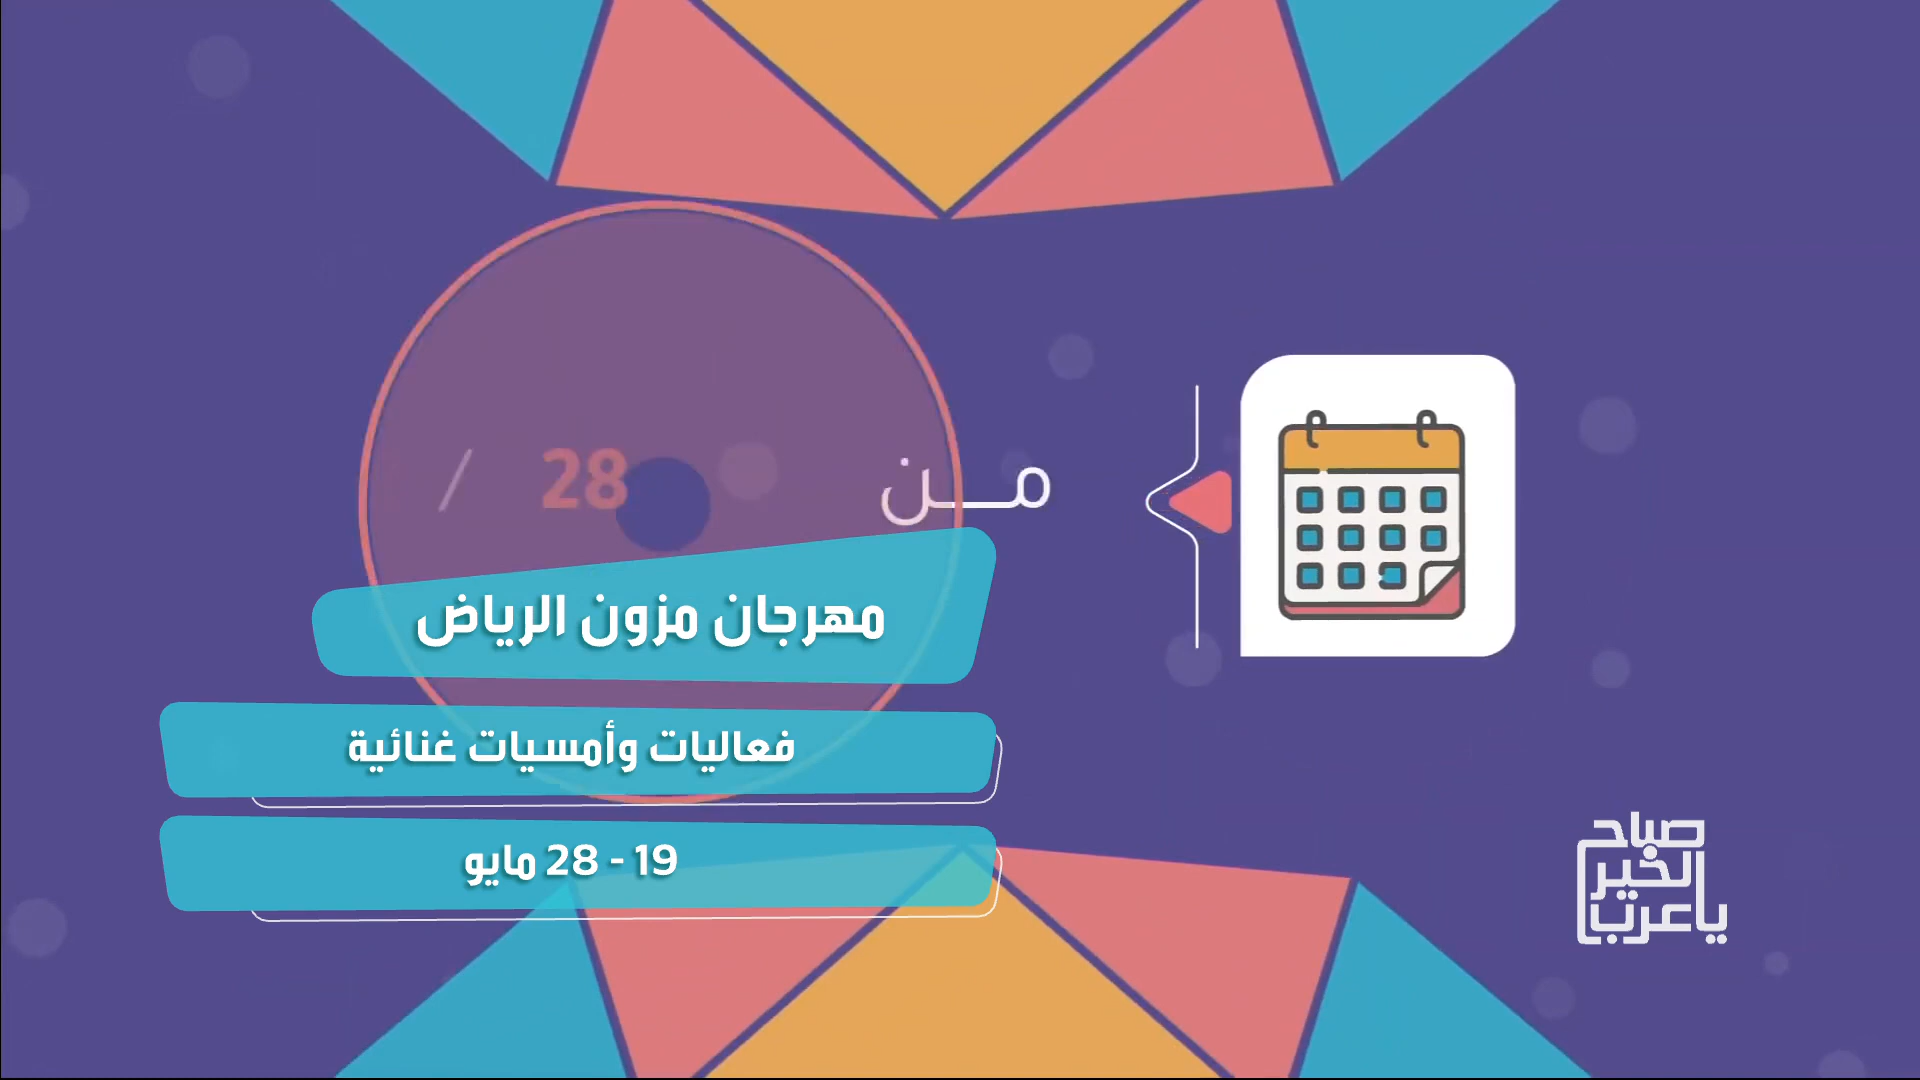 مـــن 28 /
مهرجان مزون الرياض
فعاليات وأمسيات غنائية
19 - 28 مايو
صباح
الخير
ياعرب